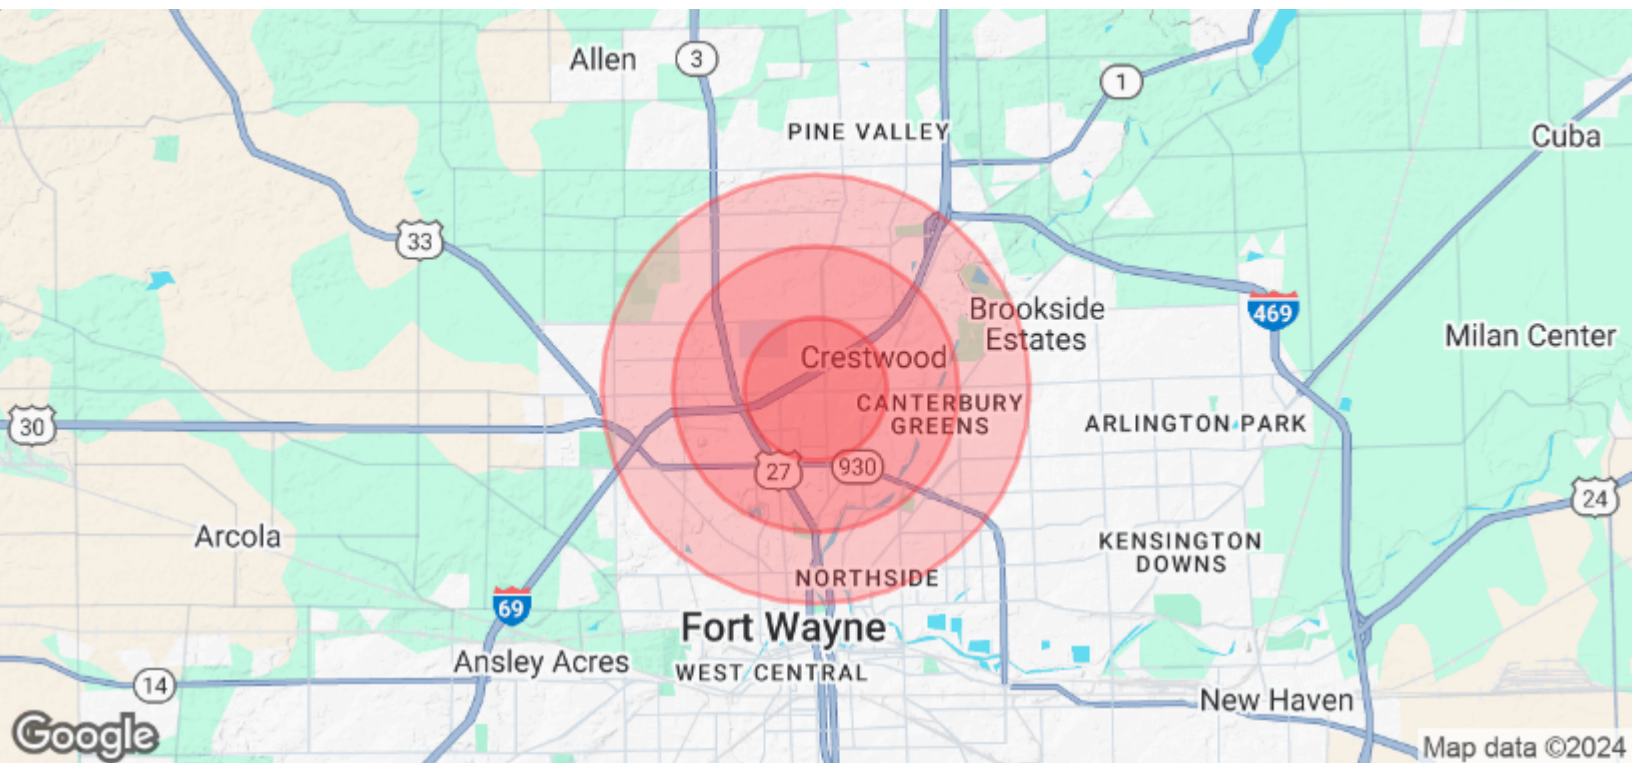 Allen
3
1
PINE VALLEY
Cuba
33
Brookside
Estates
469
Milan Center
Crestwood
CANTERBURY
GREENS
ARLINGTON PARK
30
27
930
24
Arcola
KENSINGTON
DOWNS
NORTHSIDE
69
Fort Wayne
Ansley Acres
WEST CENTRAL
14
New Haven
Google
Map data ©2024